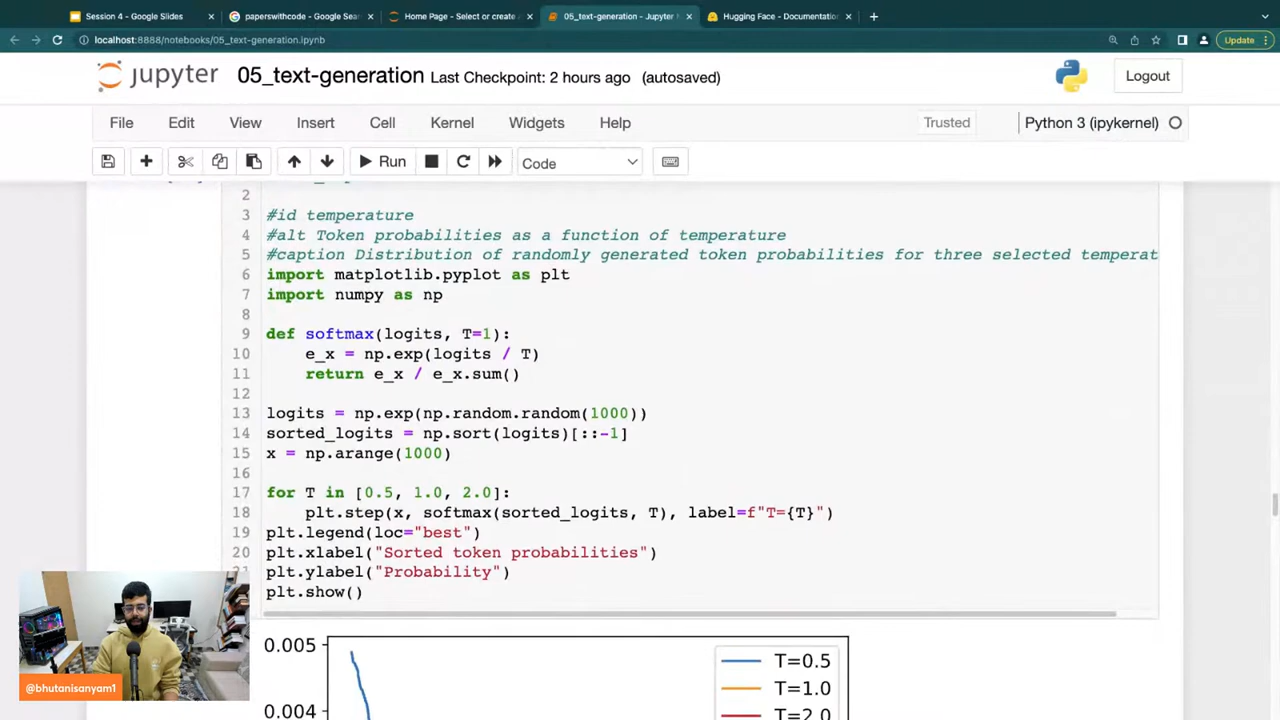 Session 4 - Google Slides
paperswithcode - Google Sear
Home Page - Select or create a
05_text-generation - Jupyter N
Hugging Face - Documentation
localhost:8888/notebooks/05_text-generation.ipynb
Update
jupyter 05_text-generation Last Checkpoint: 2 hours ago (autosaved)
Logout
File Edit View Insert Cell Kernel Widgets Help
Trusted
Python 3 (ipykernel)
Run
Code
2
3 #id temperature
4 #alt Token probabilities as a function of temperature
5 #caption Distribution of randomly generated token probabilities for three selected temperat
6 import matplotlib.pyplot as plt
7 import numpy as np
8
9 def softmax(logits, T=1):
10 e_x = np.exp(logits / T)
11 return e_x / e_x.sum()
12
13 logits = np.exp(np.random.random(1000))
14 sorted_logits = np.sort(logits)[::-1]
15 x = np.arange(1000)
16
17 for T in [0.5, 1.0, 2.0]:
18 plt.step(x, softmax(sorted_logits, T), label=f"T={T}")
19 plt.legend(loc="best")
20 plt.xlabel("Sorted token probabilities")
plt.ylabel("Probability")
plt.show()
0.005
0.004
T=0.5
T=1.0
T=2.0
@bhutanisanyam1